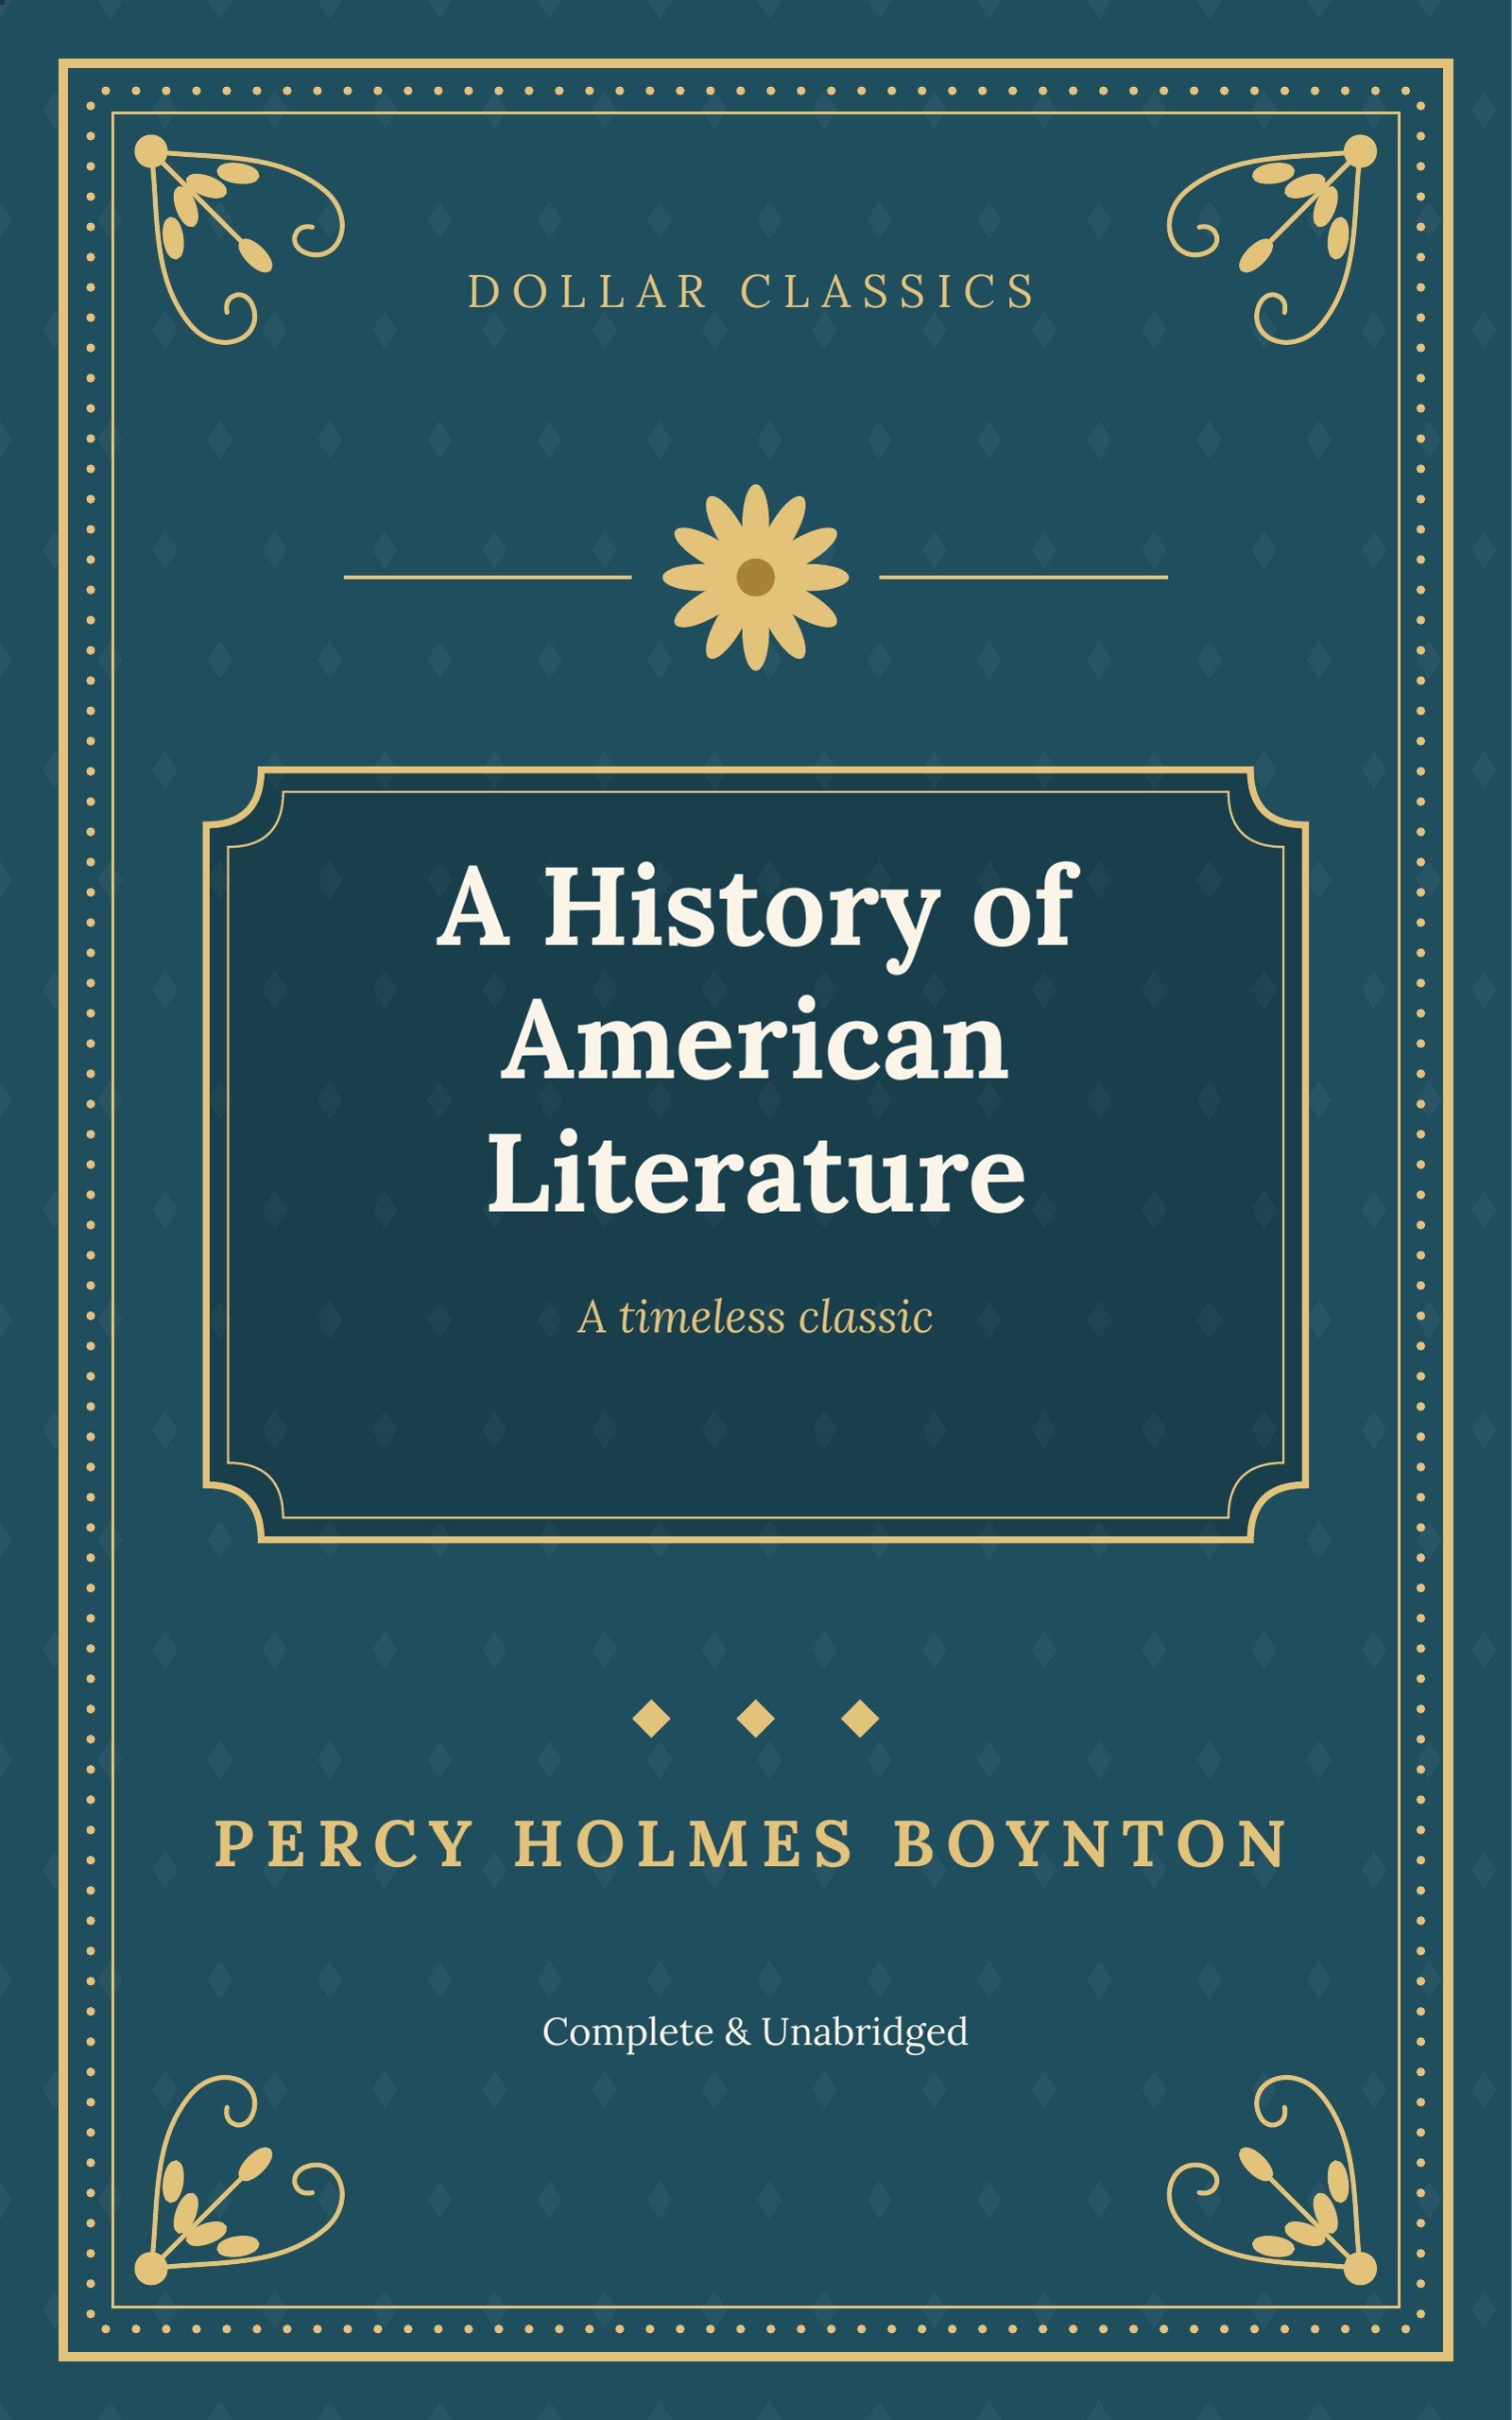 DOLLAR CLASSICS
A History of
American
Literature
A timeless classic
PERCY HOLMES BOYNTON
Complete & Unabridged